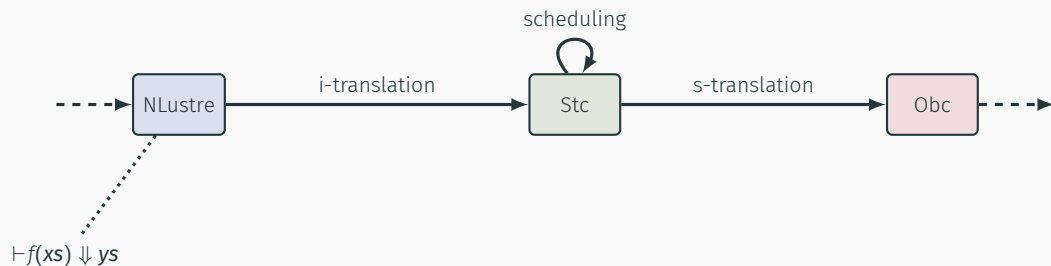 scheduling
NLustre i-translation Stc s-translation Obc
⊢f(xs) ⇓ ys